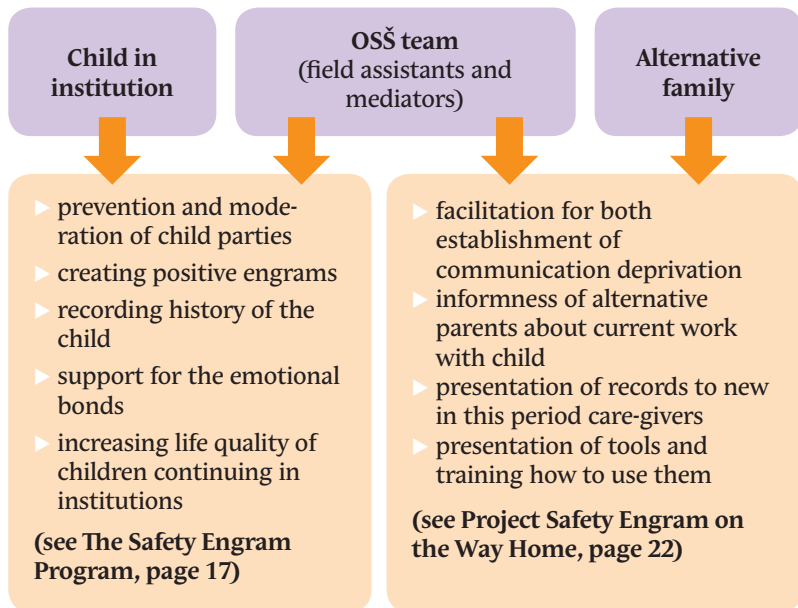 Child in
institution
OSŠ team
(field assistants and
mediators)
Alternative
family
prevention and mode-
ration of child parties
creating positive engrams
recording history of the
child
support for the emotional
bonds
increasing life quality of
children continuing in
institutions
(see The Safety Engram
Program, page 17)
facilitation for both
establishment of
communication deprivation
informness of alternative
parents about current work
with child
presentation of records to new
in this period care-givers
presentation of tools and
training how to use them
(see Project Safety Engram on
the Way Home, page 22)